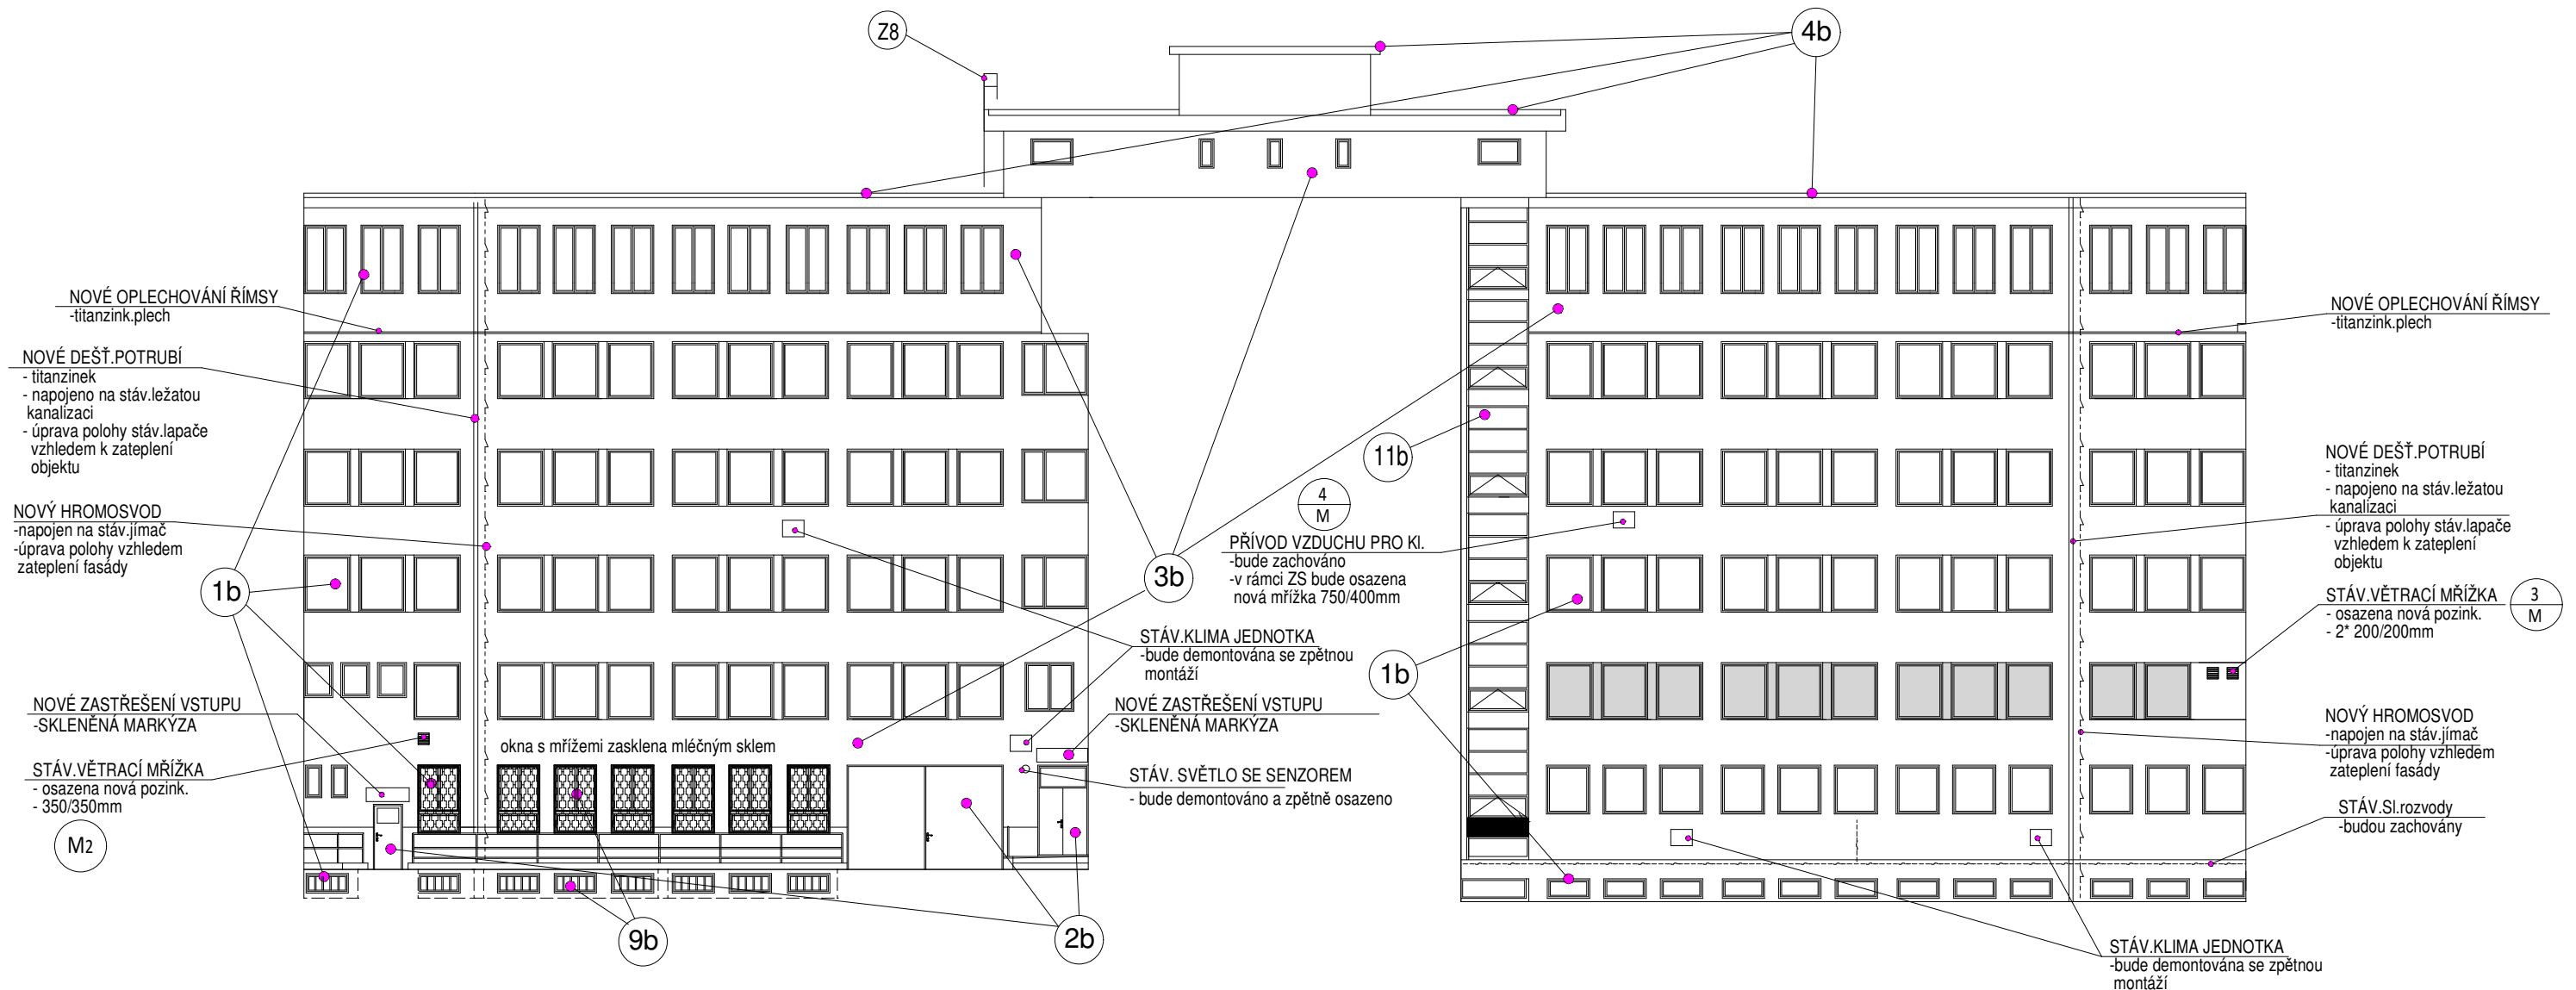 Z8
4b
NOVÉ OPLECHOVÁNÍ ŘÍMSY
-titanzink.plech
NOVÉ DEŠŤ.POTRUBÍ
- titanzinek
- napojeno na stáv.ležatou
kanalizaci
- úprava polohy stáv.lapače
vzhledem k zateplení
objektu
NOVÝ HROMOSVOD
-napojen na stáv.jímač
-úprava polohy vzhledem
zateplení fasády
1b
NOVÉ ZASTŘEŠENÍ VSTUPU
-SKLENĚNÁ MARKÝZA
STÁV.VĚTRACÍ MŘÍŽKA
- osazena nová pozink.
- 350/350mm
M2
okna s mřížemi zasklena mléčným sklem
9b
2b
3b
11b
4
M
PŘÍVOD VZDUCHU PRO Kl.
-bude zachováno
-v rámci ZS bude osazena
nová mřížka 750/400mm
STÁV.KLIMA JEDNOTKA
-bude demontována se zpětnou
montáží
NOVÉ ZASTŘEŠENÍ VSTUPU
-SKLENĚNÁ MARKÝZA
STÁV. SVĚTLO SE SENZOREM
- bude demontováno a zpětně osazeno
1b
NOVÉ OPLECHOVÁNÍ ŘÍMSY
-titanzink.plech
NOVÉ DEŠŤ.POTRUBÍ
- titanzinek
- napojeno na stáv.ležatou
kanalizaci
- úprava polohy stáv.lapače
vzhledem k zateplení
objektu
STÁV.VĚTRACÍ MŘÍŽKA
- osazena nová pozink.
- 2* 200/200mm
3
M
NOVÝ HROMOSVOD
-napojen na stáv.jímač
-úprava polohy vzhledem
zateplení fasády
STÁV.Sl.rozvody
-budou zachovány
STÁV.KLIMA JEDNOTKA
-bude demontována se zpětnou
montáží